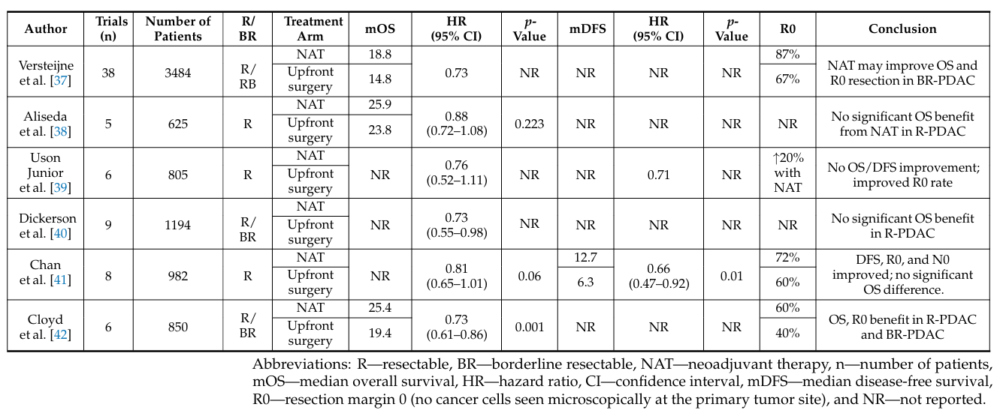 Author Trials (n) Number of Patients R/ BR Treatment Arm mOS HR (95% CI) p-Value mDFS HR (95% CI) p-Value R0 Conclusion
Versteijne et al. [37] 38 3484 R/ RB NAT 18.8 0.73 NR NR NR NR 87% NAT may improve OS and R0 resection in BR-PDAC
Upfront surgery 14.8 67%
Aliseda et al. [38] 5 625 R NAT 25.9 0.88 (0.72–1.08) 0.223 NR NR NR NR No significant OS benefit from NAT in R-PDAC
Upfront surgery 23.8
Uson Junior et al. [39] 6 805 R NAT NR 0.76 (0.52–1.11) NR NR 0.71 NR ↑20% with NAT No OS/DFS improvement; improved R0 rate
Upfront surgery
Dickerson et al. [40] 9 1194 R/ BR NAT NR 0.73 (0.55–0.98) NR NR NR NR NR No significant OS benefit in R-PDAC
Upfront surgery
Chan et al. [41] 8 982 R NAT NR 0.81 (0.65–1.01) 0.06 12.7 0.66 (0.47–0.92) 0.01 72% DFS, R0, and N0 improved; no significant OS difference.
Upfront surgery 6.3 60%
Cloyd et al. [42] 6 850 R/ BR NAT 25.4 0.73 (0.61–0.86) 0.001 NR NR NR 60% OS, R0 benefit in R-PDAC and BR-PDAC
Upfront surgery 19.4 40%
Abbreviations: R—resectable, BR—borderline resectable, NAT—neoadjuvant therapy, n—number of patients,
mOS—median overall survival, HR—hazard ratio, CI—confidence interval, mDFS—median disease-free survival,
R0—resection margin 0 (no cancer cells seen microscopically at the primary tumor site), and NR—not reported.